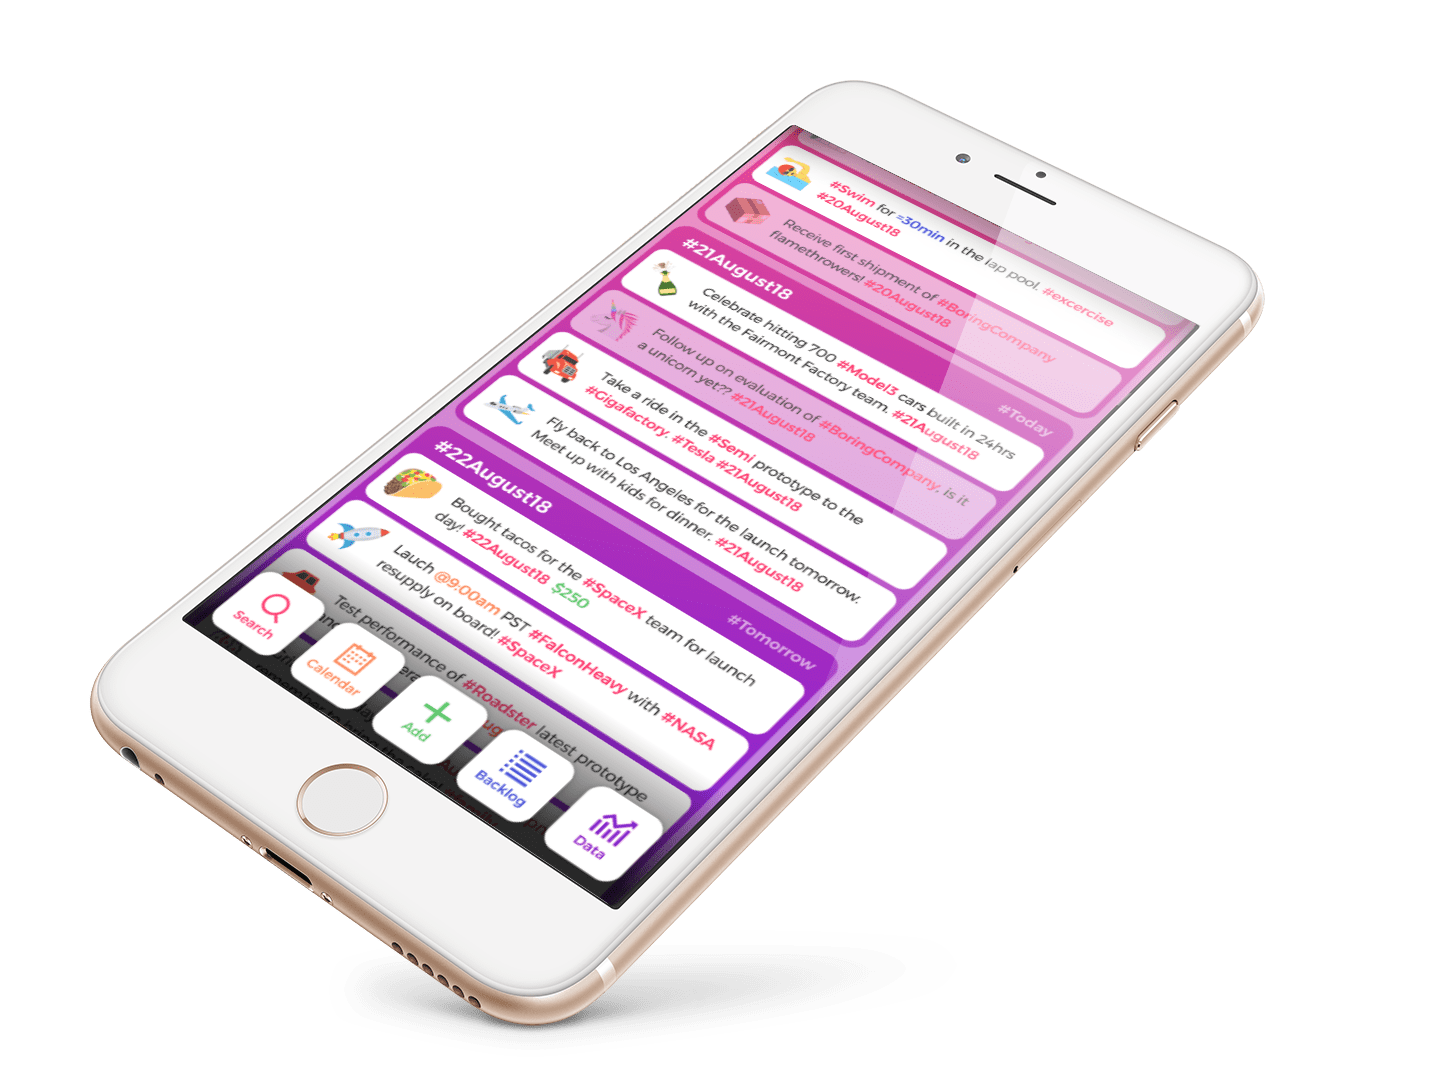 #Swim for =30min in the lap pool. #excercise
#20August18
Receive first shipment of #BoringCompany
flamethrowers! #20August18
#21August18
#Today
Celebrate hitting 700 #Model3 cars built in 24hrs
with the Fairmont Factory team. #21August18
Follow up on evaluation of #BoringCompany, is it
a unicorn yet?? #21August18
Take a ride in the #Semi prototype to the
#Gigafactory. #Tesla #21August18
Fly back to Los Angeles for the launch tomorrow.
Meet up with kids for dinner. #21August18
#22August18
#Tomorrow
Bought tacos for the #SpaceX team for launch
day! #22August18 $250
Lauch @9:00am PST #FalconHeavy with #NASA
resupply on board! #SpaceX
Test performance of #Roadster latest prototype
Search
Calendar
Add
Backlog
Data